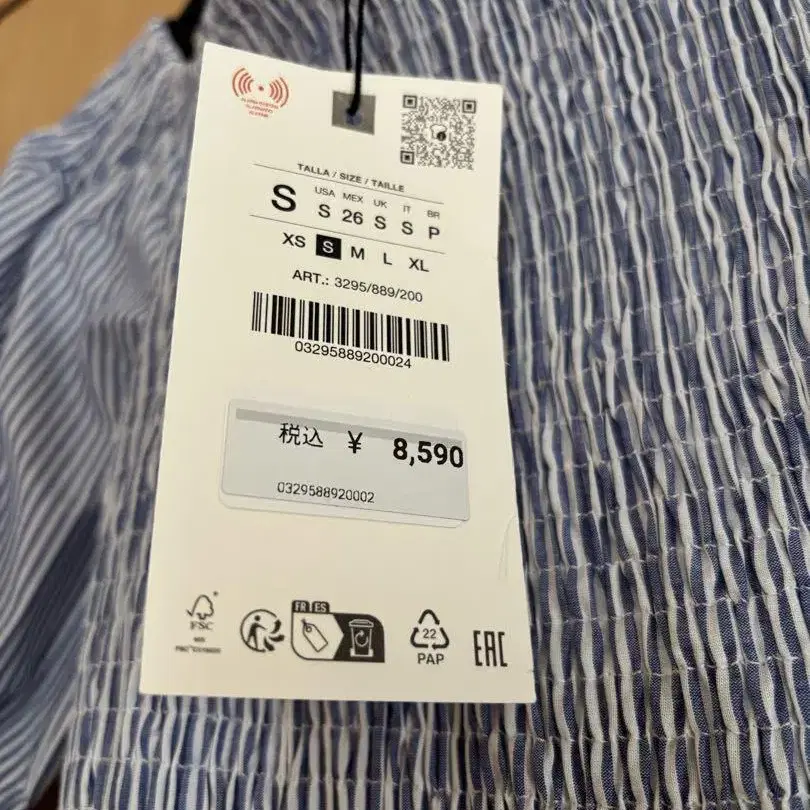 TALLA / SIZE / TAILLE
USA MEX UK IT BR
S S 26 S S P
XS S M L XL
ART.: 3295/889/200
03295889200024
税込 ¥ 8,590
0329588920002
FR ES
FSC
22
PAP
EAC